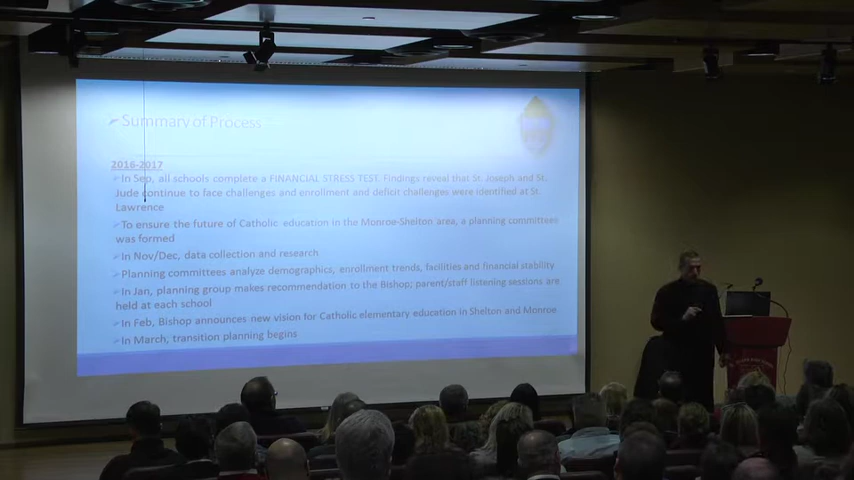 Summary of Process
2016-2017
In Sep, all schools complete a FINANCIAL STRESS TEST. Findings reveal that St. Joseph and St.
Jude continue to face challenges and enrollment and deficit challenges were identified at St.
Lawrence
To ensure the future of Catholic education in the Monroe-Shelton area, a planning committee
was formed
In Nov/Dec, data collection and research
Planning committees analyze demographics, enrollment trends, facilities and financial stability
In Jan, planning group makes recommendation to the Bishop; parent/staff listening sessions are
held at each school
In Feb, Bishop announces new vision for Catholic elementary education in Shelton and Monroe
In March, transition planning begins